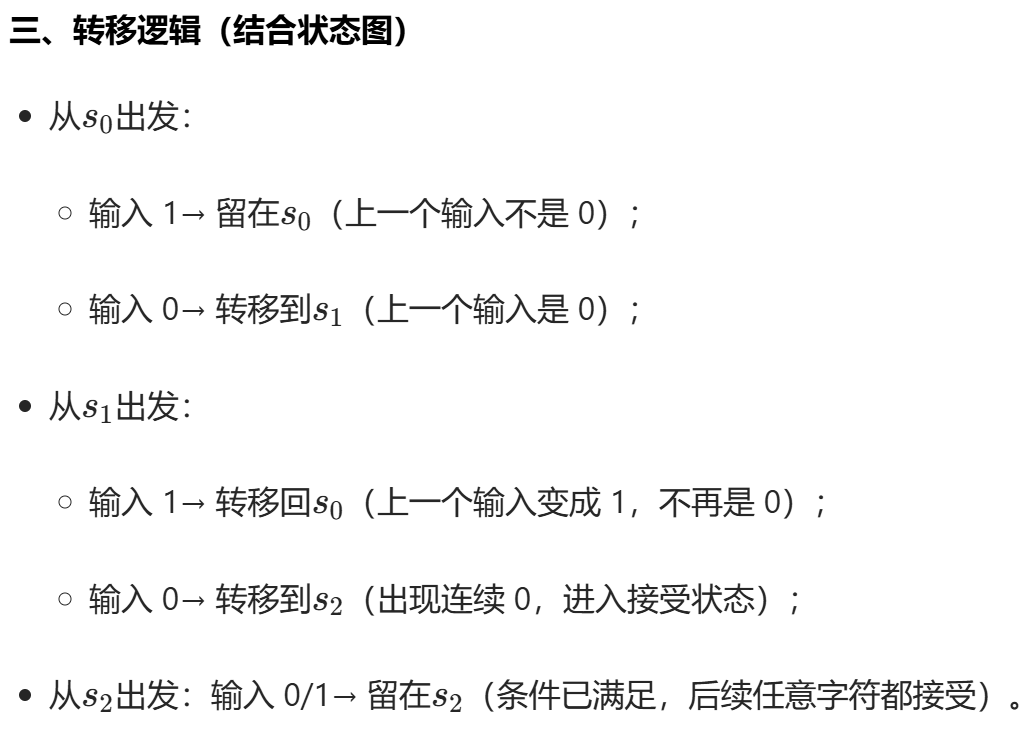 三、转移逻辑（结合状态图）
• 从s₀出发：
○ 输入 1→ 留在s₀（上一个输入不是 0）；
○ 输入 0→ 转移到s₁（上一个输入是 0）；
• 从s₁出发：
○ 输入 1→ 转移回s₀（上一个输入变成 1，不再是 0）；
○ 输入 0→ 转移到s₂（出现连续 0，进入接受状态）；
• 从s₂出发：输入 0/1→ 留在s₂（条件已满足，后续任意字符都接受）。